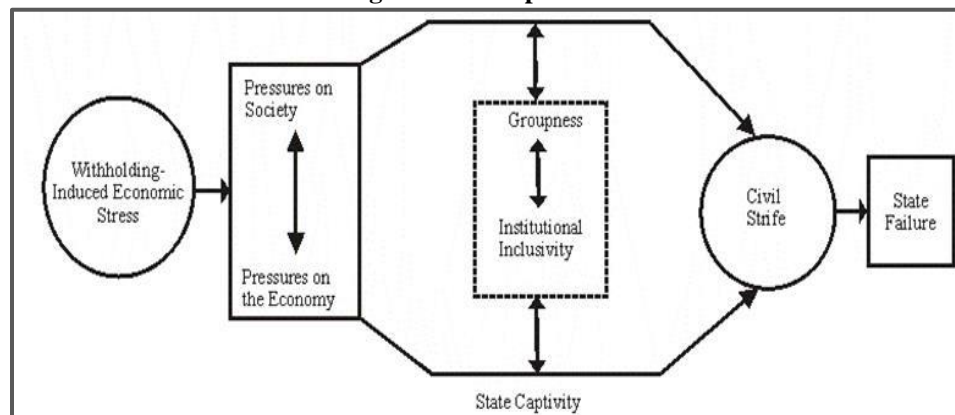 Pressures on
Society
Groupness
Withholding-
Induced Economic
Stress
Institutional
Inclusivity
Civil
Strife
State
Failure
Pressures on
the Economy
State Captivity